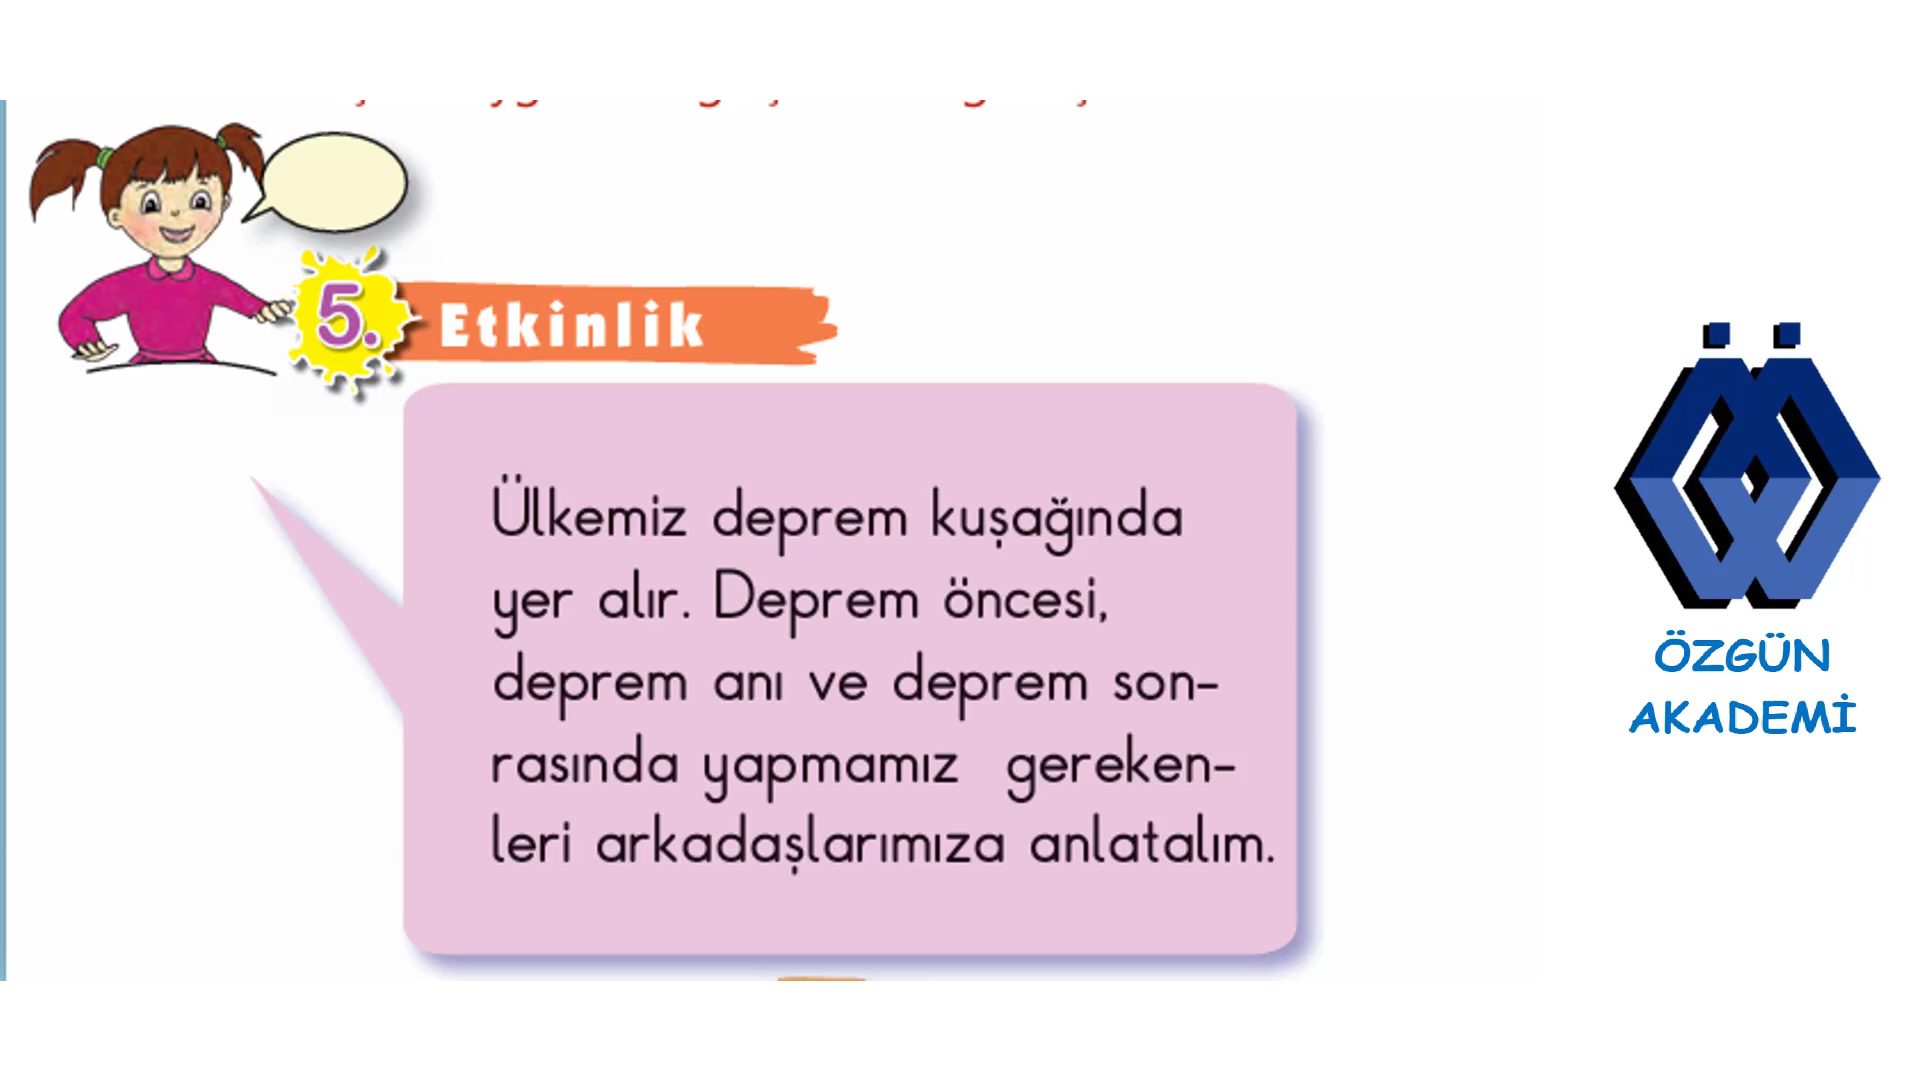 5. Etkinlik
Ülkemiz deprem kuşağında
yer alır. Deprem öncesi,
deprem anı ve deprem son-
rasında yapmamız gereken-
leri arkadaşlarımıza anlatalım.
ÖZGÜN
AKADEMİ